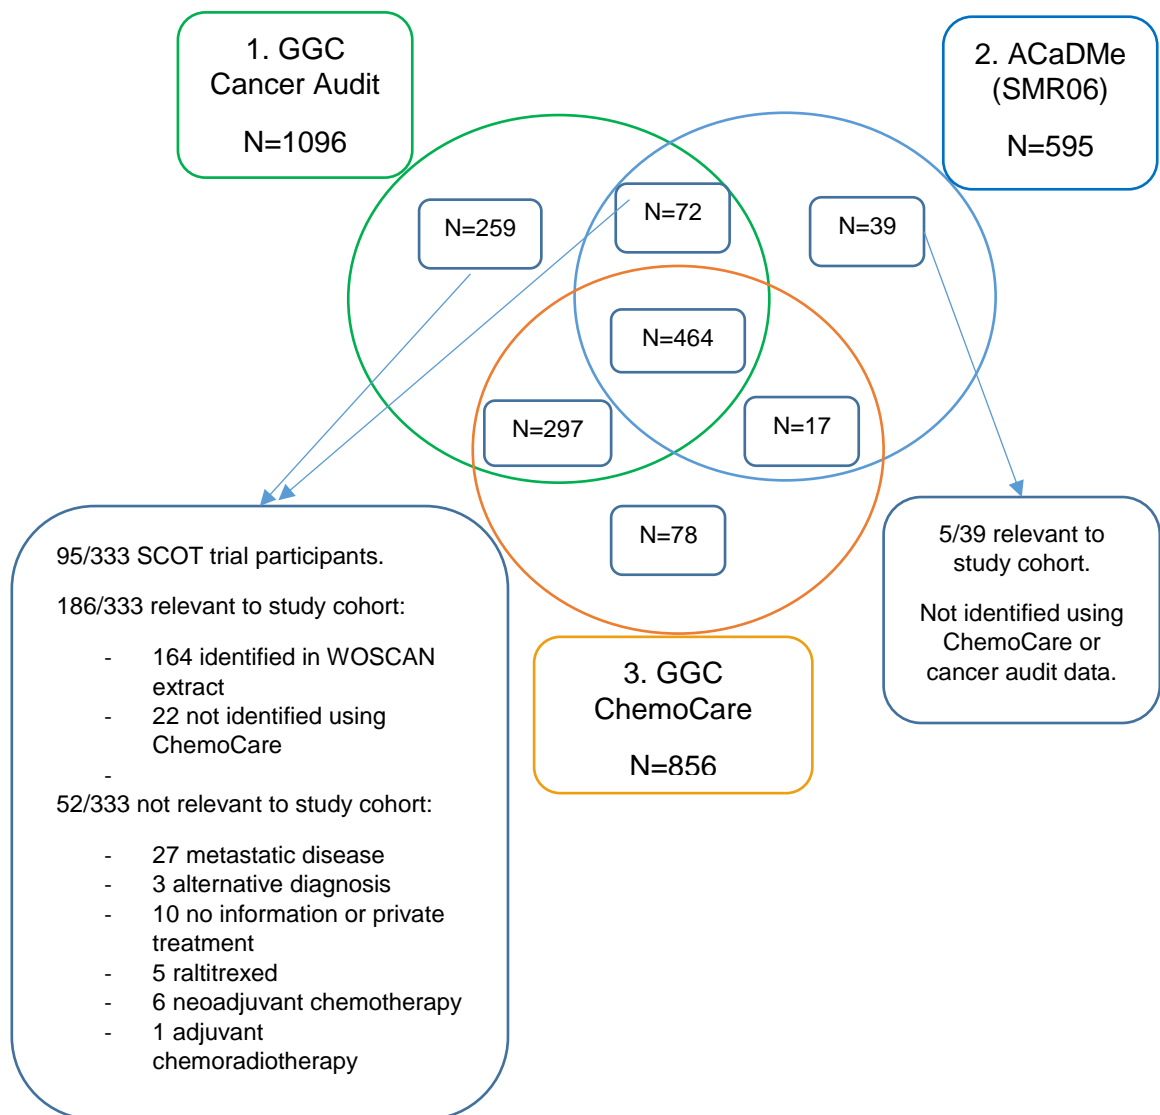 1. GGC
Cancer Audit
N=1096
2. ACaDMe
(SMR06)
N=595
N=259
N=72
N=39
N=464
N=297
N=17
N=78
95/333 SCOT trial participants.
186/333 relevant to study cohort:
- 164 identified in WOSCAN
extract
- 22 not identified using
ChemoCare
-
52/333 not relevant to study cohort:
- 27 metastatic disease
- 3 alternative diagnosis
- 10 no information or private
treatment
- 5 raltitrexed
- 6 neoadjuvant chemotherapy
- 1 adjuvant
chemoradiotherapy
3. GGC
ChemoCare
N=856
5/39 relevant to
study cohort.
Not identified using
ChemoCare or
cancer audit data.